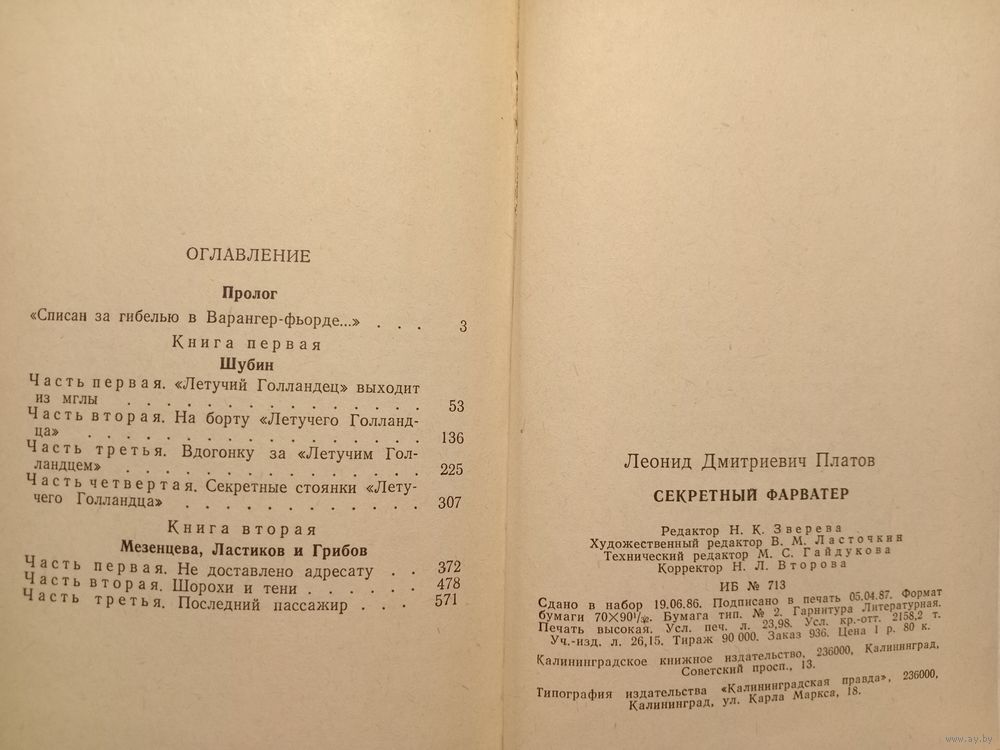 ОГЛАВЛЕНИЕ
Пролог
«Списан за гибелью в Варангер-фьорде...» . . . 3
Книга первая
Шубин
Часть первая. «Летучий Голландец» выходит
из мглы . . . . . . . . . . . . . . 53
Часть вторая. На борту «Летучего Голланд-
ца» . . . . . . . . . . . . . . 136
Часть третья. Вдогонку за «Летучим Гол-
ландцем» . . . . . . . . . . . . 225
Часть четвертая. Секретные стоянки «Лету-
чего Голландца» . . . . . . . . . . 307
Книга вторая
Мезенцева, Ластиков и Грибов
Часть первая. Не доставлено адресату . . 372
Часть вторая. Шорохи и тени . . . . . 478
Часть третья. Последний пассажир . . . 571
Леонид Дмитриевич Платов
СЕКРЕТНЫЙ ФАРВАТЕР
Редактор Н. К. Зверева
Художественный редактор В. М. Ласточкин
Технический редактор М. С. Гайдукова
Корректор Н. Л. Второва
ИБ № 713
Сдано в набор 19.06.86. Подписано в печать 05.04.87. Формат
бумаги 70×90¹/₃₂. Бумага тип. № 2. Гарнитура Литературная.
Печать высокая. Усл. печ. л. 23,98. Усл. кр.-отт. 2158,2 т.
Уч.-изд. л. 26,15. Тираж 90 000. Заказ 936. Цена 1 р. 80 к.
Калининградское книжное издательство, 236000, Калининград,
Советский просп., 13.
Типография издательства «Калининградская правда», 236000,
Калининград, ул. Карла Маркса, 18.
www.ay.by